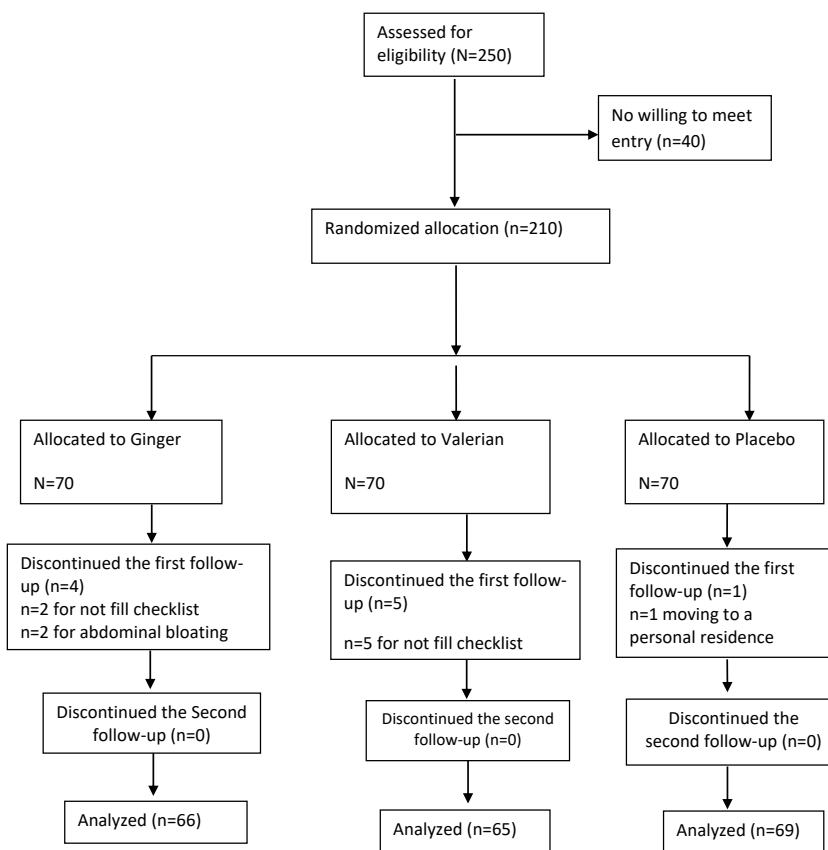 Assessed for
eligibility (N=250)
No willing to meet
entry (n=40)
Randomized allocation (n=210)
Allocated to Ginger
N=70
Allocated to Valerian
N=70
Allocated to Placebo
N=70
Discontinued the first follow-
up (n=4)
n=2 for not fill checklist
n=2 for abdominal bloating
Discontinued the first follow-
up (n=5)
n=5 for not fill checklist
Discontinued the first
follow-up (n=1)
n=1 moving to a
personal residence
Discontinued the Second
follow-up (n=0)
Discontinued the second
follow-up (n=0)
Discontinued the
second follow-up (n=0)
Analyzed (n=66)
Analyzed (n=65)
Analyzed (n=69)